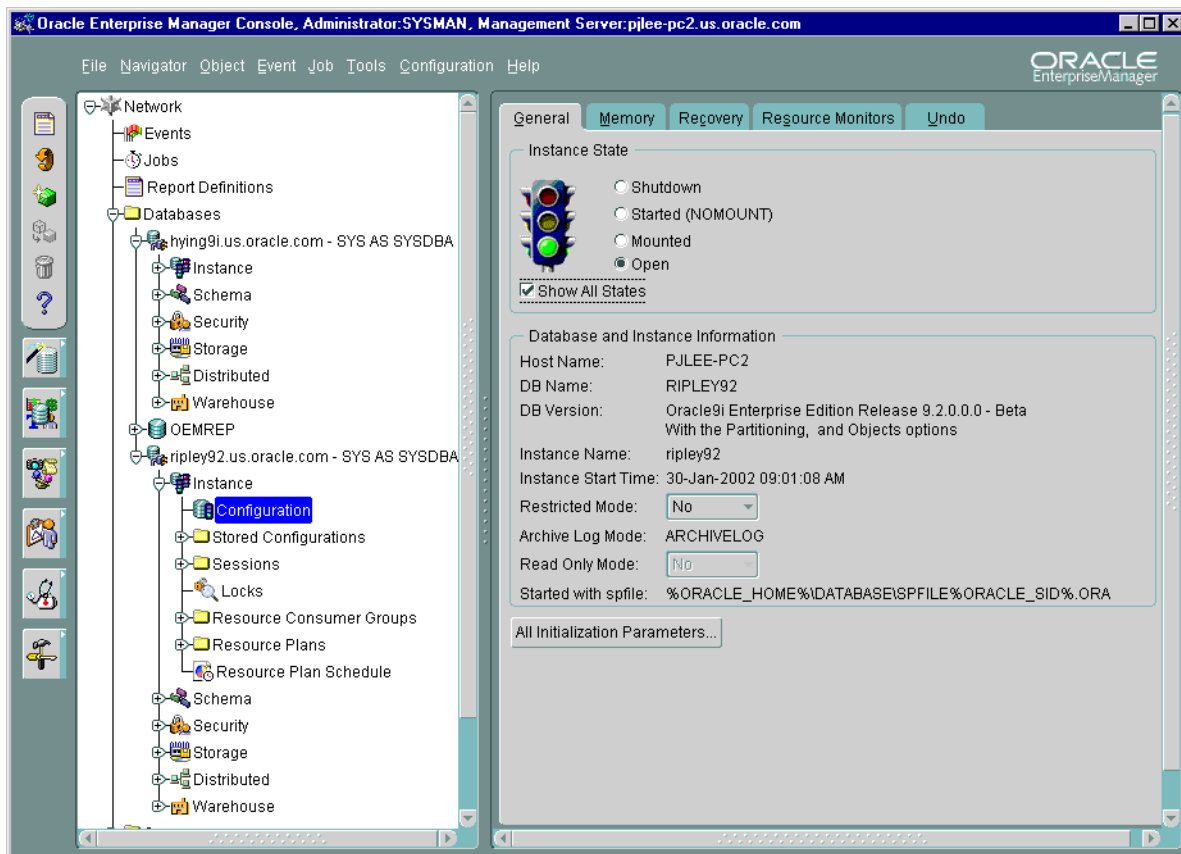 Oracle Enterprise Manager Console, Administrator:SYSMAN, Management Server:pjlee-pc2.us.oracle.com
File Navigator Object Event Job Tools Configuration Help
ORACLE
EnterpriseManager
Network
Events
Jobs
Report Definitions
Databases
hying9i.us.oracle.com - SYS AS SYSDBA
Instance
Schema
Security
Storage
Distributed
Warehouse
OEMREP
ripley92.us.oracle.com - SYS AS SYSDBA
Instance
Configuration
Stored Configurations
Sessions
Locks
Resource Consumer Groups
Resource Plans
Resource Plan Schedule
Schema
Security
Storage
Distributed
Warehouse
General Memory Recovery Resource Monitors Undo
Instance State
Shutdown
Started (NOMOUNT)
Mounted
Open
Show All States
Database and Instance Information
Host Name: PJLEE-PC2
DB Name: RIPLEY92
DB Version: Oracle9i Enterprise Edition Release 9.2.0.0.0 - Beta
With the Partitioning, and Objects options
Instance Name: ripley92
Instance Start Time: 30-Jan-2002 09:01:08 AM
Restricted Mode: No
Archive Log Mode: ARCHIVELOG
Read Only Mode: No
Started with spfile: %ORACLE_HOME%\DATABASE\SPFILE%ORACLE_SID%.ORA
All Initialization Parameters...